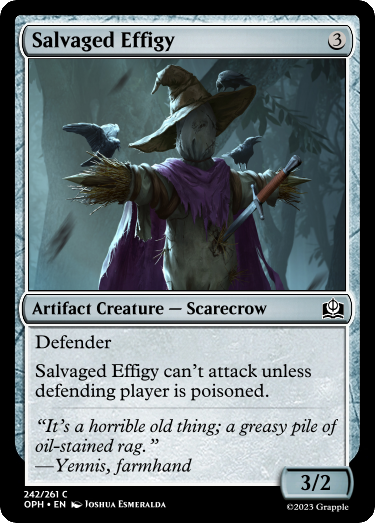 Salvaged Effigy 3
Artifact Creature — Scarecrow
Defender
Salvaged Effigy can't attack unless
defending player is poisoned.
“It's a horrible old thing; a greasy pile of
oil-stained rag.”
—Yennis, farmhand
3/2
242/261 C
OPH • EN Joshua Esmeralda
©2023 Grapple